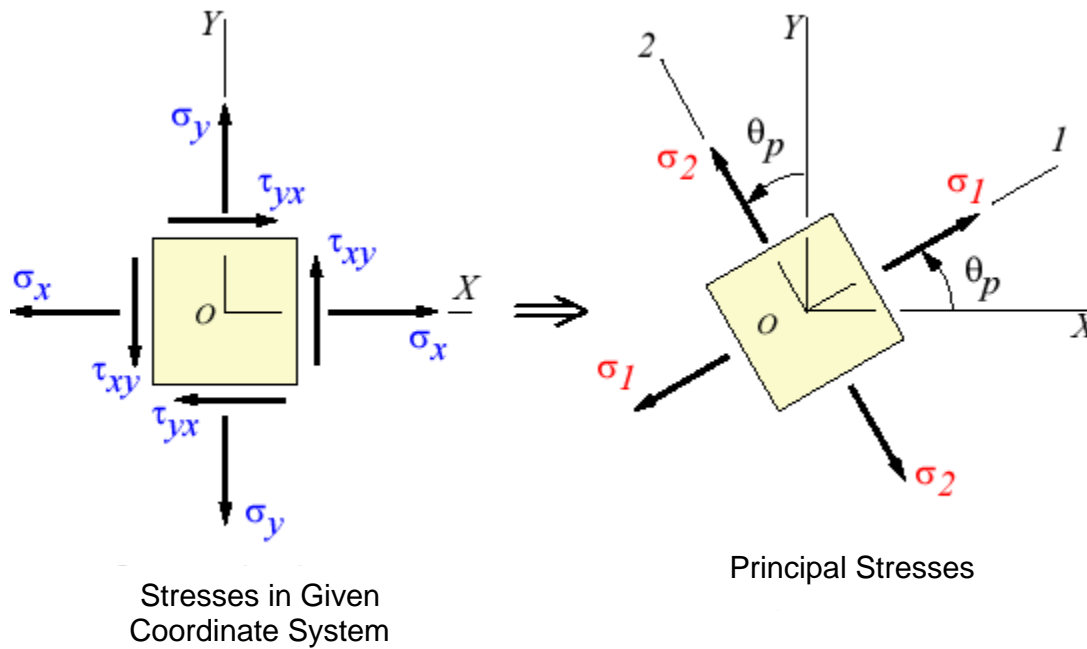 Y
σy
τyx
τxy
σx
O
X
σx
τxy
τyx
σy
Stresses in Given
Coordinate System
Y
2
θp
1
σ2
σ1
θp
O
X
σ1
σ2
Principal Stresses